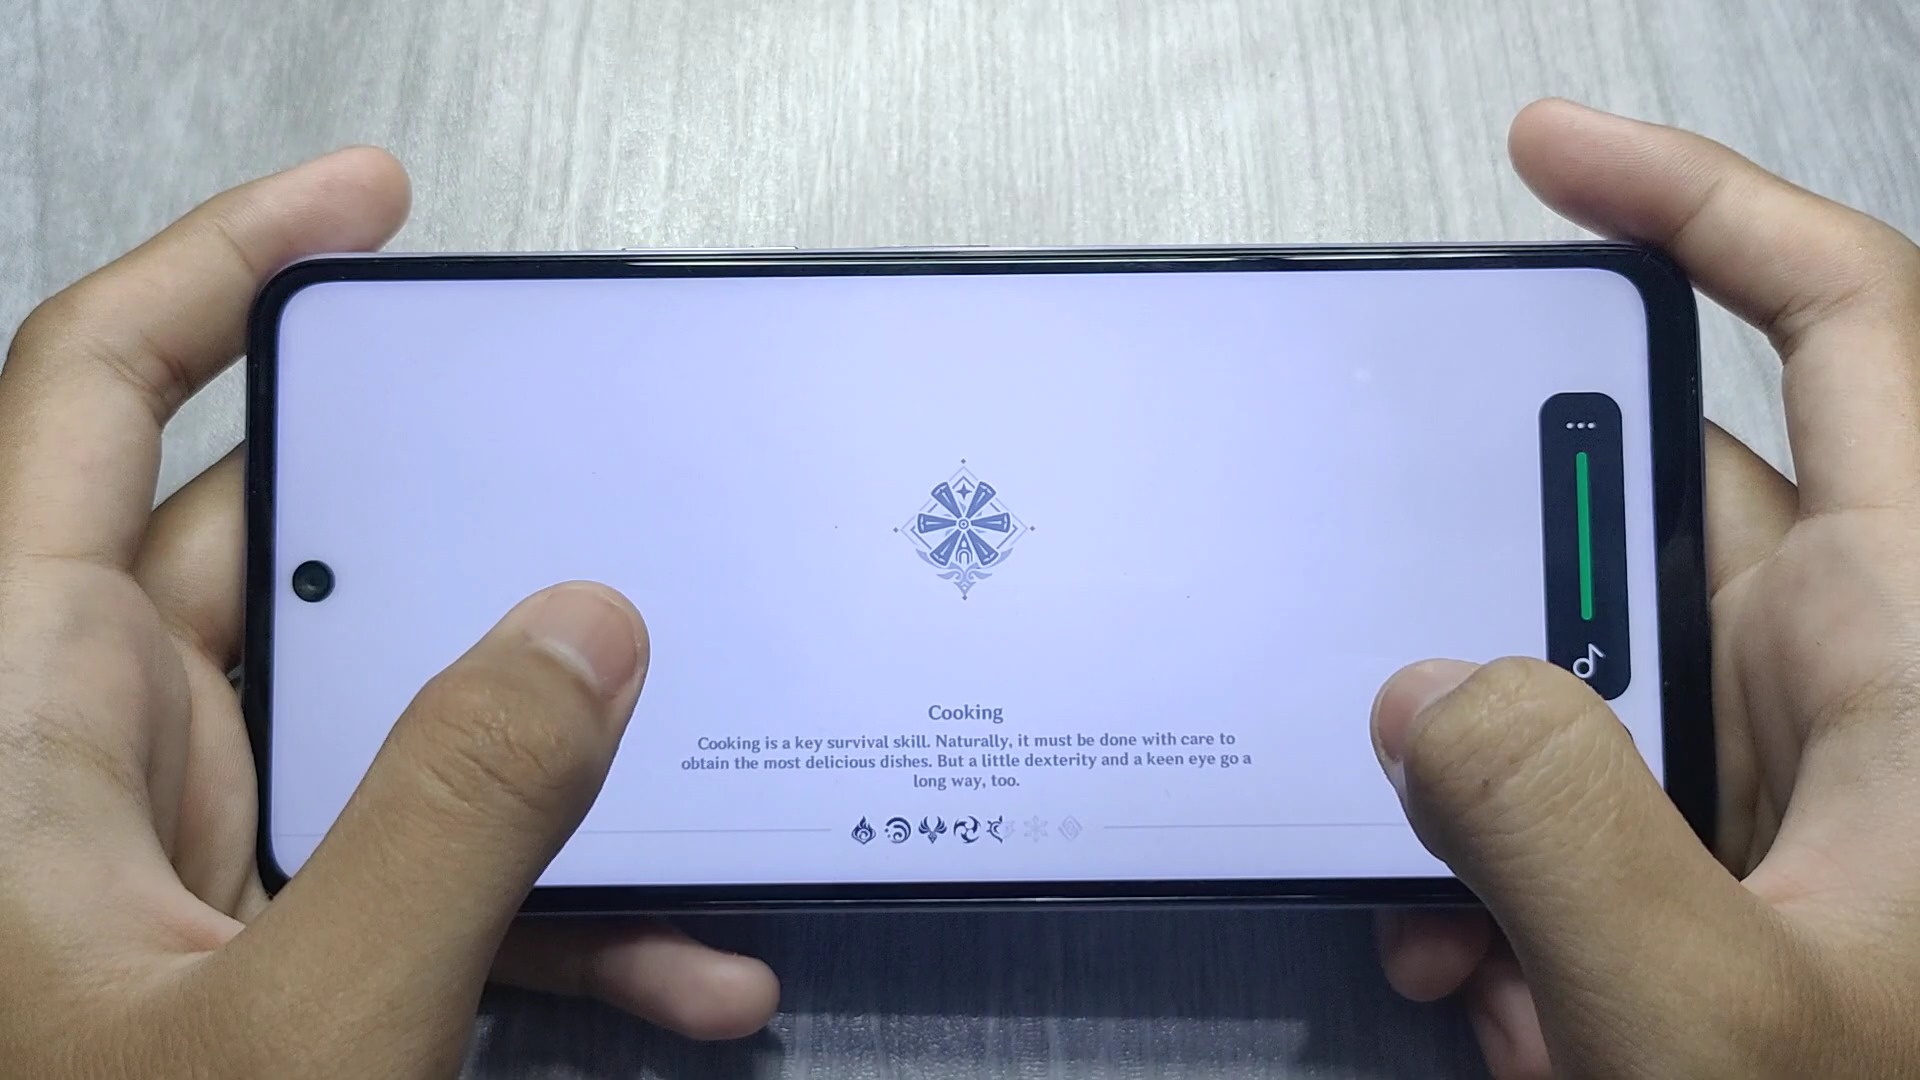 Cooking
Cooking is a key survival skill. Naturally, it must be done with care to
obtain the most delicious dishes. But a little dexterity and a keen eye go a
long way, too.